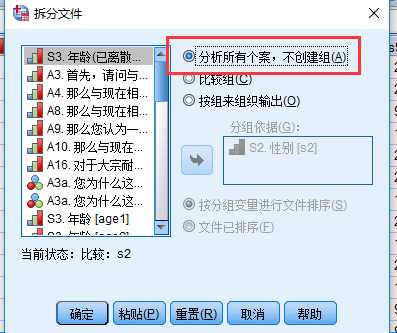 拆分文件
S3. 年龄(已离散...
A3. 首先，请问与...
A4. 那么与现在相...
A8. 那么与现在相...
A9. 那么您认为一...
A10. 那么与现在...
A16. 对于大宗耐...
A3a. 您为什么这...
A3a. 您为什么这...
S3. 年龄 [age1]
分析所有个案，不创建组(A)
比较组(C)
按组来组织输出(O)
分组依据(G)：
S2. 性别 [s2]
按分组变量进行文件排序(S)
文件已排序(F)
当前状态：比较：s2
确定
粘贴(P)
重置(R)
取消
帮助